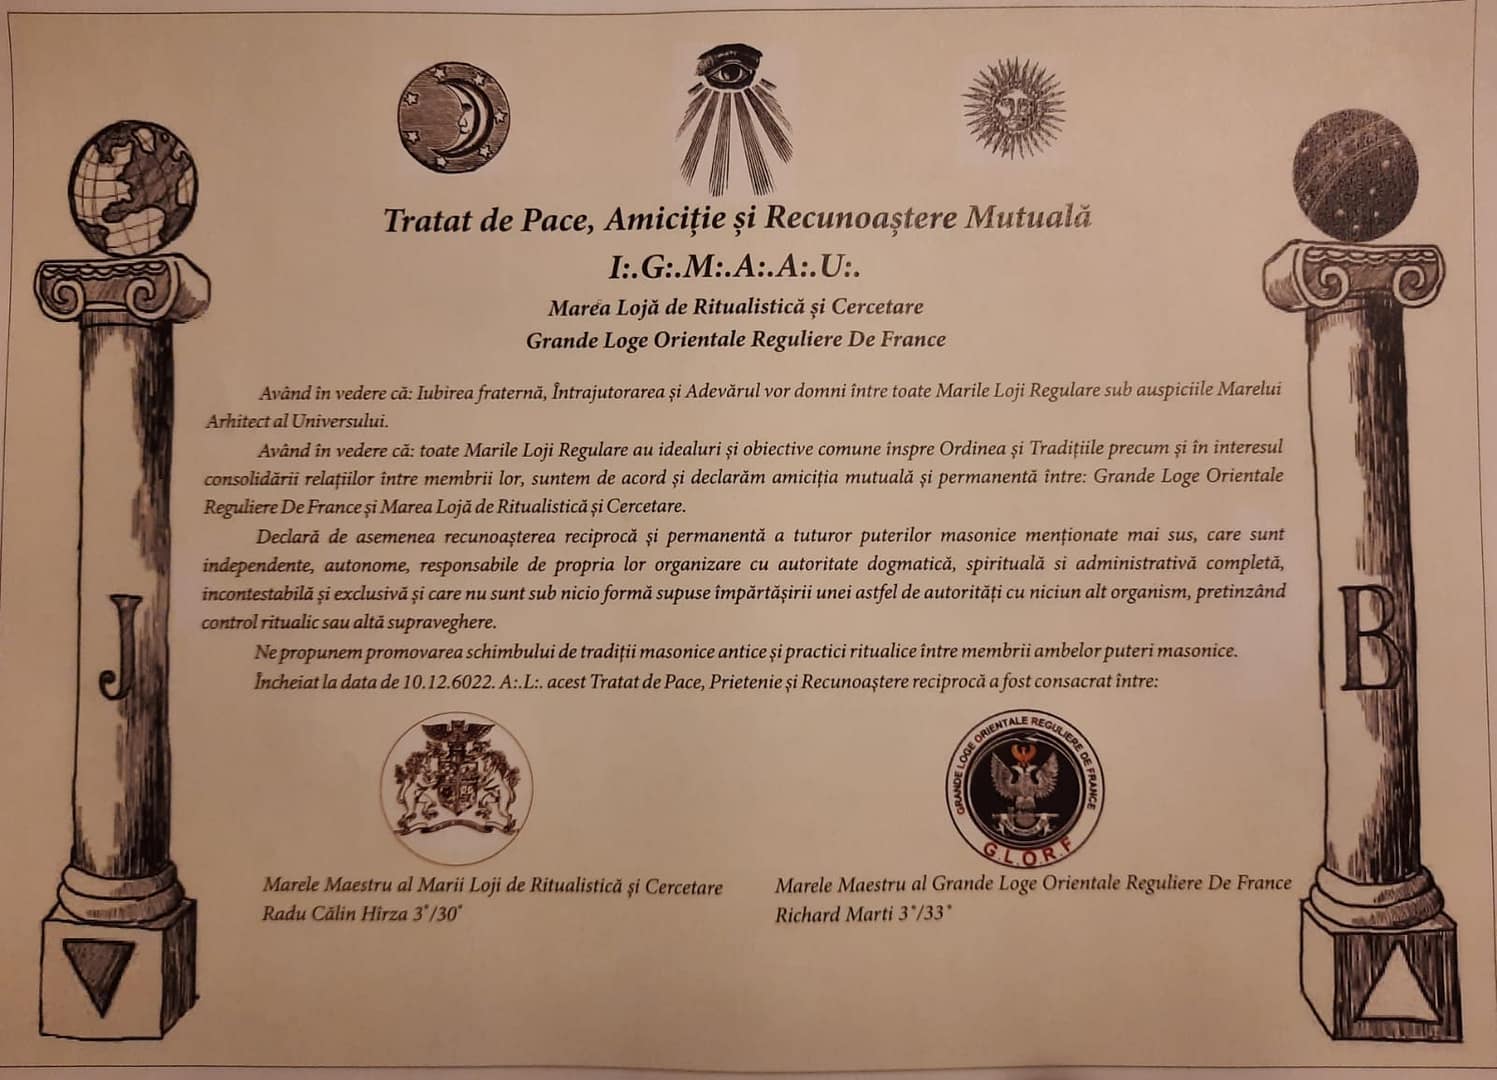 Tratat de Pace, Amiciție și Recunoaștere Mutuală
I:.G:.M:.A:.A:.U:.
Marea Lojă de Ritualistică și Cercetare
Grande Loge Orientale Reguliere De France
Având în vedere că: Iubirea fraternă, Întrajutorarea și Adevărul vor domni între toate Marile Loji Regulare sub auspiciile Marelui
Arhitect al Universului.
Având în vedere că: toate Marile Loji Regulare au idealuri și obiective comune înspre Ordinea și Tradițiile precum și în interesul
consolidării relațiilor între membrii lor, suntem de acord și declarăm amiciția mutuală și permanentă între: Grande Loge Orientale
Reguliere De France și Marea Lojă de Ritualistică și Cercetare.
Declară de asemenea recunoașterea reciprocă și permanentă a tuturor puterilor masonice menționate mai sus, care sunt
independente, autonome, responsabile de propria lor organizare cu autoritate dogmatică, spirituală si administrativă completă,
incontestabilă și exclusivă și care nu sunt sub nicio formă supuse împărtășirii unei astfel de autorități cu niciun alt organism, pretinzând
control ritualic sau altă supraveghere.
Ne propunem promovarea schimbului de tradiții masonice antice și practici ritualice între membrii ambelor puteri masonice.
Încheiat la data de 10.12.6022. A:.L:. acest Tratat de Pace, Prietenie și Recunoaștere reciprocă a fost consacrat între:
J
B
GRANDE LOGE ORIENTALE REGULIERE DE FRANCE
G.L.O.R.F
Marele Maestru al Marii Loji de Ritualistică și Cercetare
Radu Călin Hîrza 3°/30°
Marele Maestru al Grande Loge Orientale Reguliere De France
Richard Marti 3°/33°